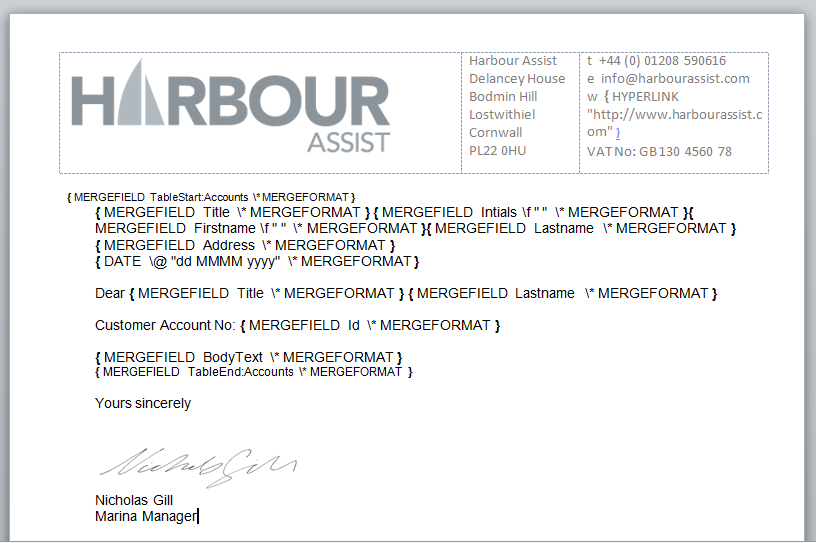 HARBOUR
ASSIST
Harbour Assist
Delancey House
Bodmin Hill
Lostwithiel
Cornwall
PL22 0HU
t +44 (0) 01208 590616
e info@harbourassist.com
w { HYPERLINK
"http://www.harbourassist.c
om" }
VAT No: GB130 4560 78
{ MERGEFIELD TableStart:Accounts \* MERGEFORMAT }
{ MERGEFIELD Title \* MERGEFORMAT } { MERGEFIELD Intials \f " " \* MERGEFORMAT }{
MERGEFIELD Firstname \f " " \* MERGEFORMAT }{ MERGEFIELD Lastname \* MERGEFORMAT }
{ MERGEFIELD Address \* MERGEFORMAT }
{ DATE \@ "dd MMMM yyyy" \* MERGEFORMAT }
Dear { MERGEFIELD Title \* MERGEFORMAT } { MERGEFIELD Lastname \* MERGEFORMAT }
Customer Account No: { MERGEFIELD Id \* MERGEFORMAT }
{ MERGEFIELD BodyText \* MERGEFORMAT }
{ MERGEFIELD TableEnd:Accounts \* MERGEFORMAT }
Yours sincerely
Nicholas Gill
Nicholas Gill
Marina Manager